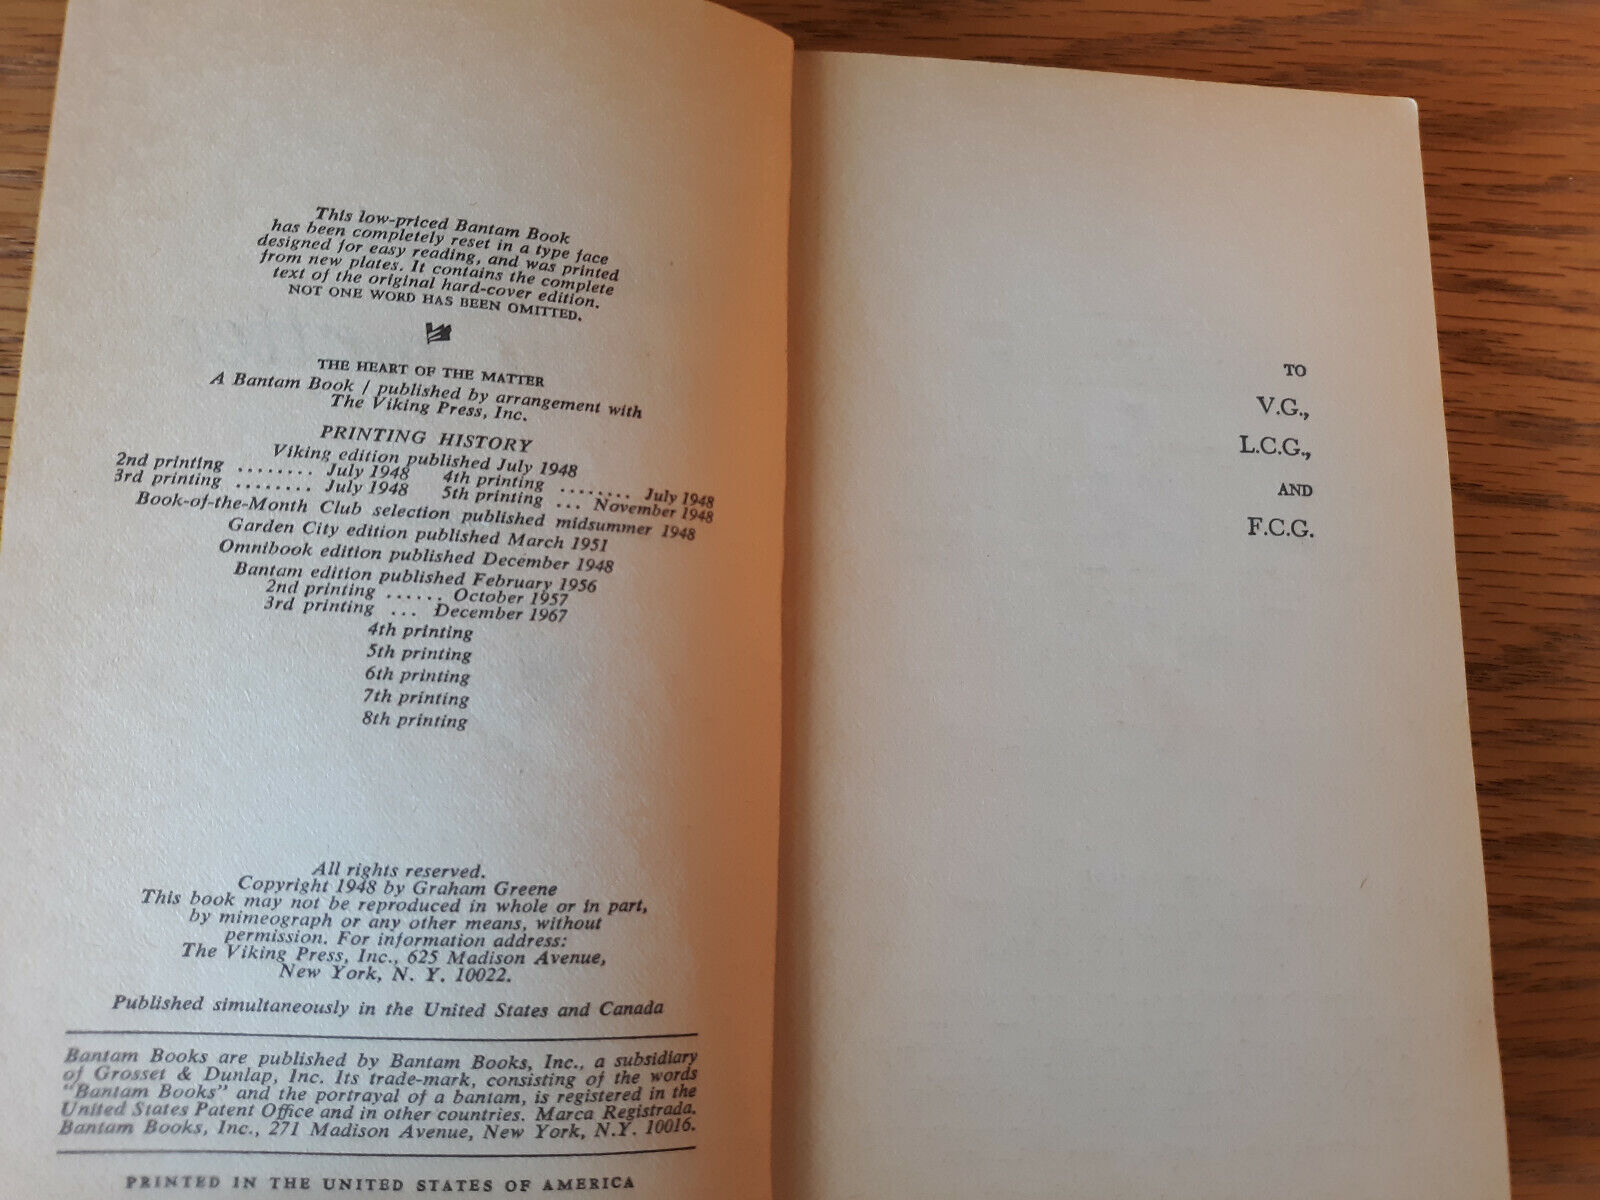 This low-priced Bantam Book
has been completely reset in a type face
designed for easy reading, and was printed
from new plates. It contains the complete
text of the original hard-cover edition.
NOT ONE WORD HAS BEEN OMITTED.
THE HEART OF THE MATTER
A Bantam Book / published by arrangement with
The Viking Press, Inc.
PRINTING HISTORY
Viking edition published July 1948
2nd printing ........ July 1948 4th printing ........ July 1948
3rd printing ........ July 1948 5th printing ... November 1948
Book-of-the-Month Club selection published midsummer 1948
Garden City edition published March 1951
Omnibook edition published December 1948
Bantam edition published February 1956
2nd printing ...... October 1957
3rd printing ... December 1967
4th printing
5th printing
6th printing
7th printing
8th printing
All rights reserved.
Copyright 1948 by Graham Greene
This book may not be reproduced in whole or in part,
by mimeograph or any other means, without
permission. For information address:
The Viking Press, Inc., 625 Madison Avenue,
New York, N. Y. 10022.
Published simultaneously in the United States and Canada
Bantam Books are published by Bantam Books, Inc., a subsidiary
of Grosset & Dunlap, Inc. Its trade-mark, consisting of the words
"Bantam Books" and the portrayal of a bantam, is registered in the
United States Patent Office and in other countries. Marca Registrada.
Bantam Books, Inc., 271 Madison Avenue, New York, N.Y. 10016.
PRINTED IN THE UNITED STATES OF AMERICA
TO
V.G.,
L.C.G.,
AND
F.C.G.